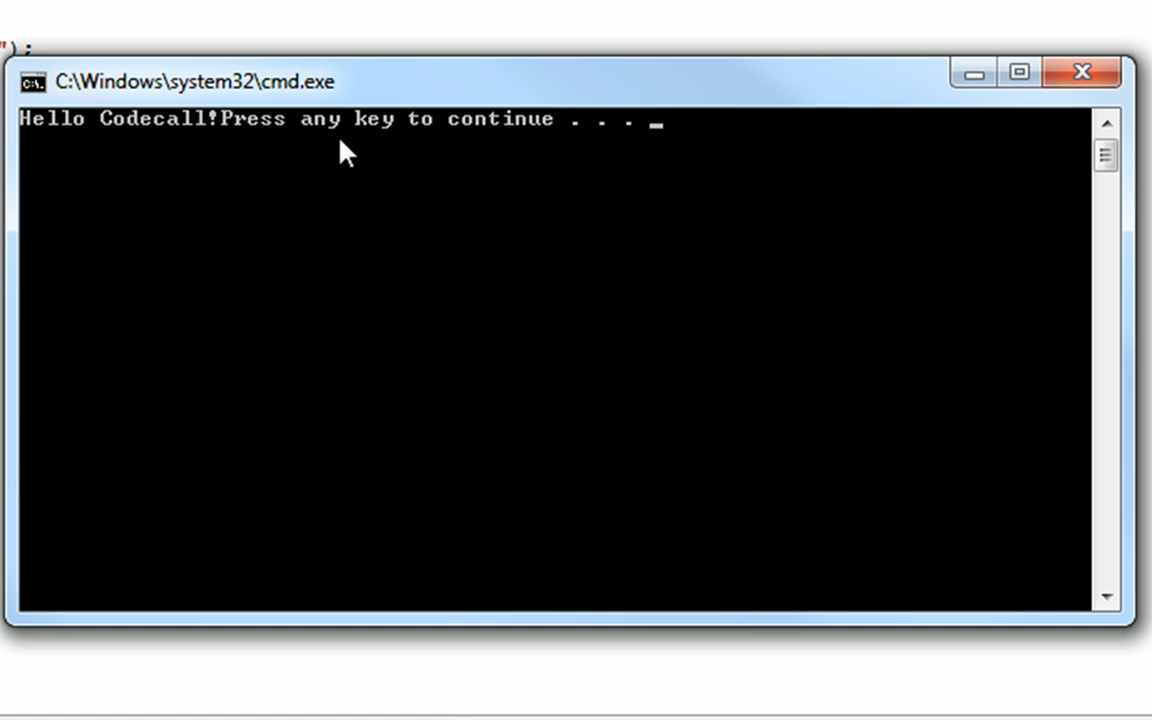 ");
C:\Windows\system32\cmd.exe
Hello Codecall!Press any key to continue . . . _